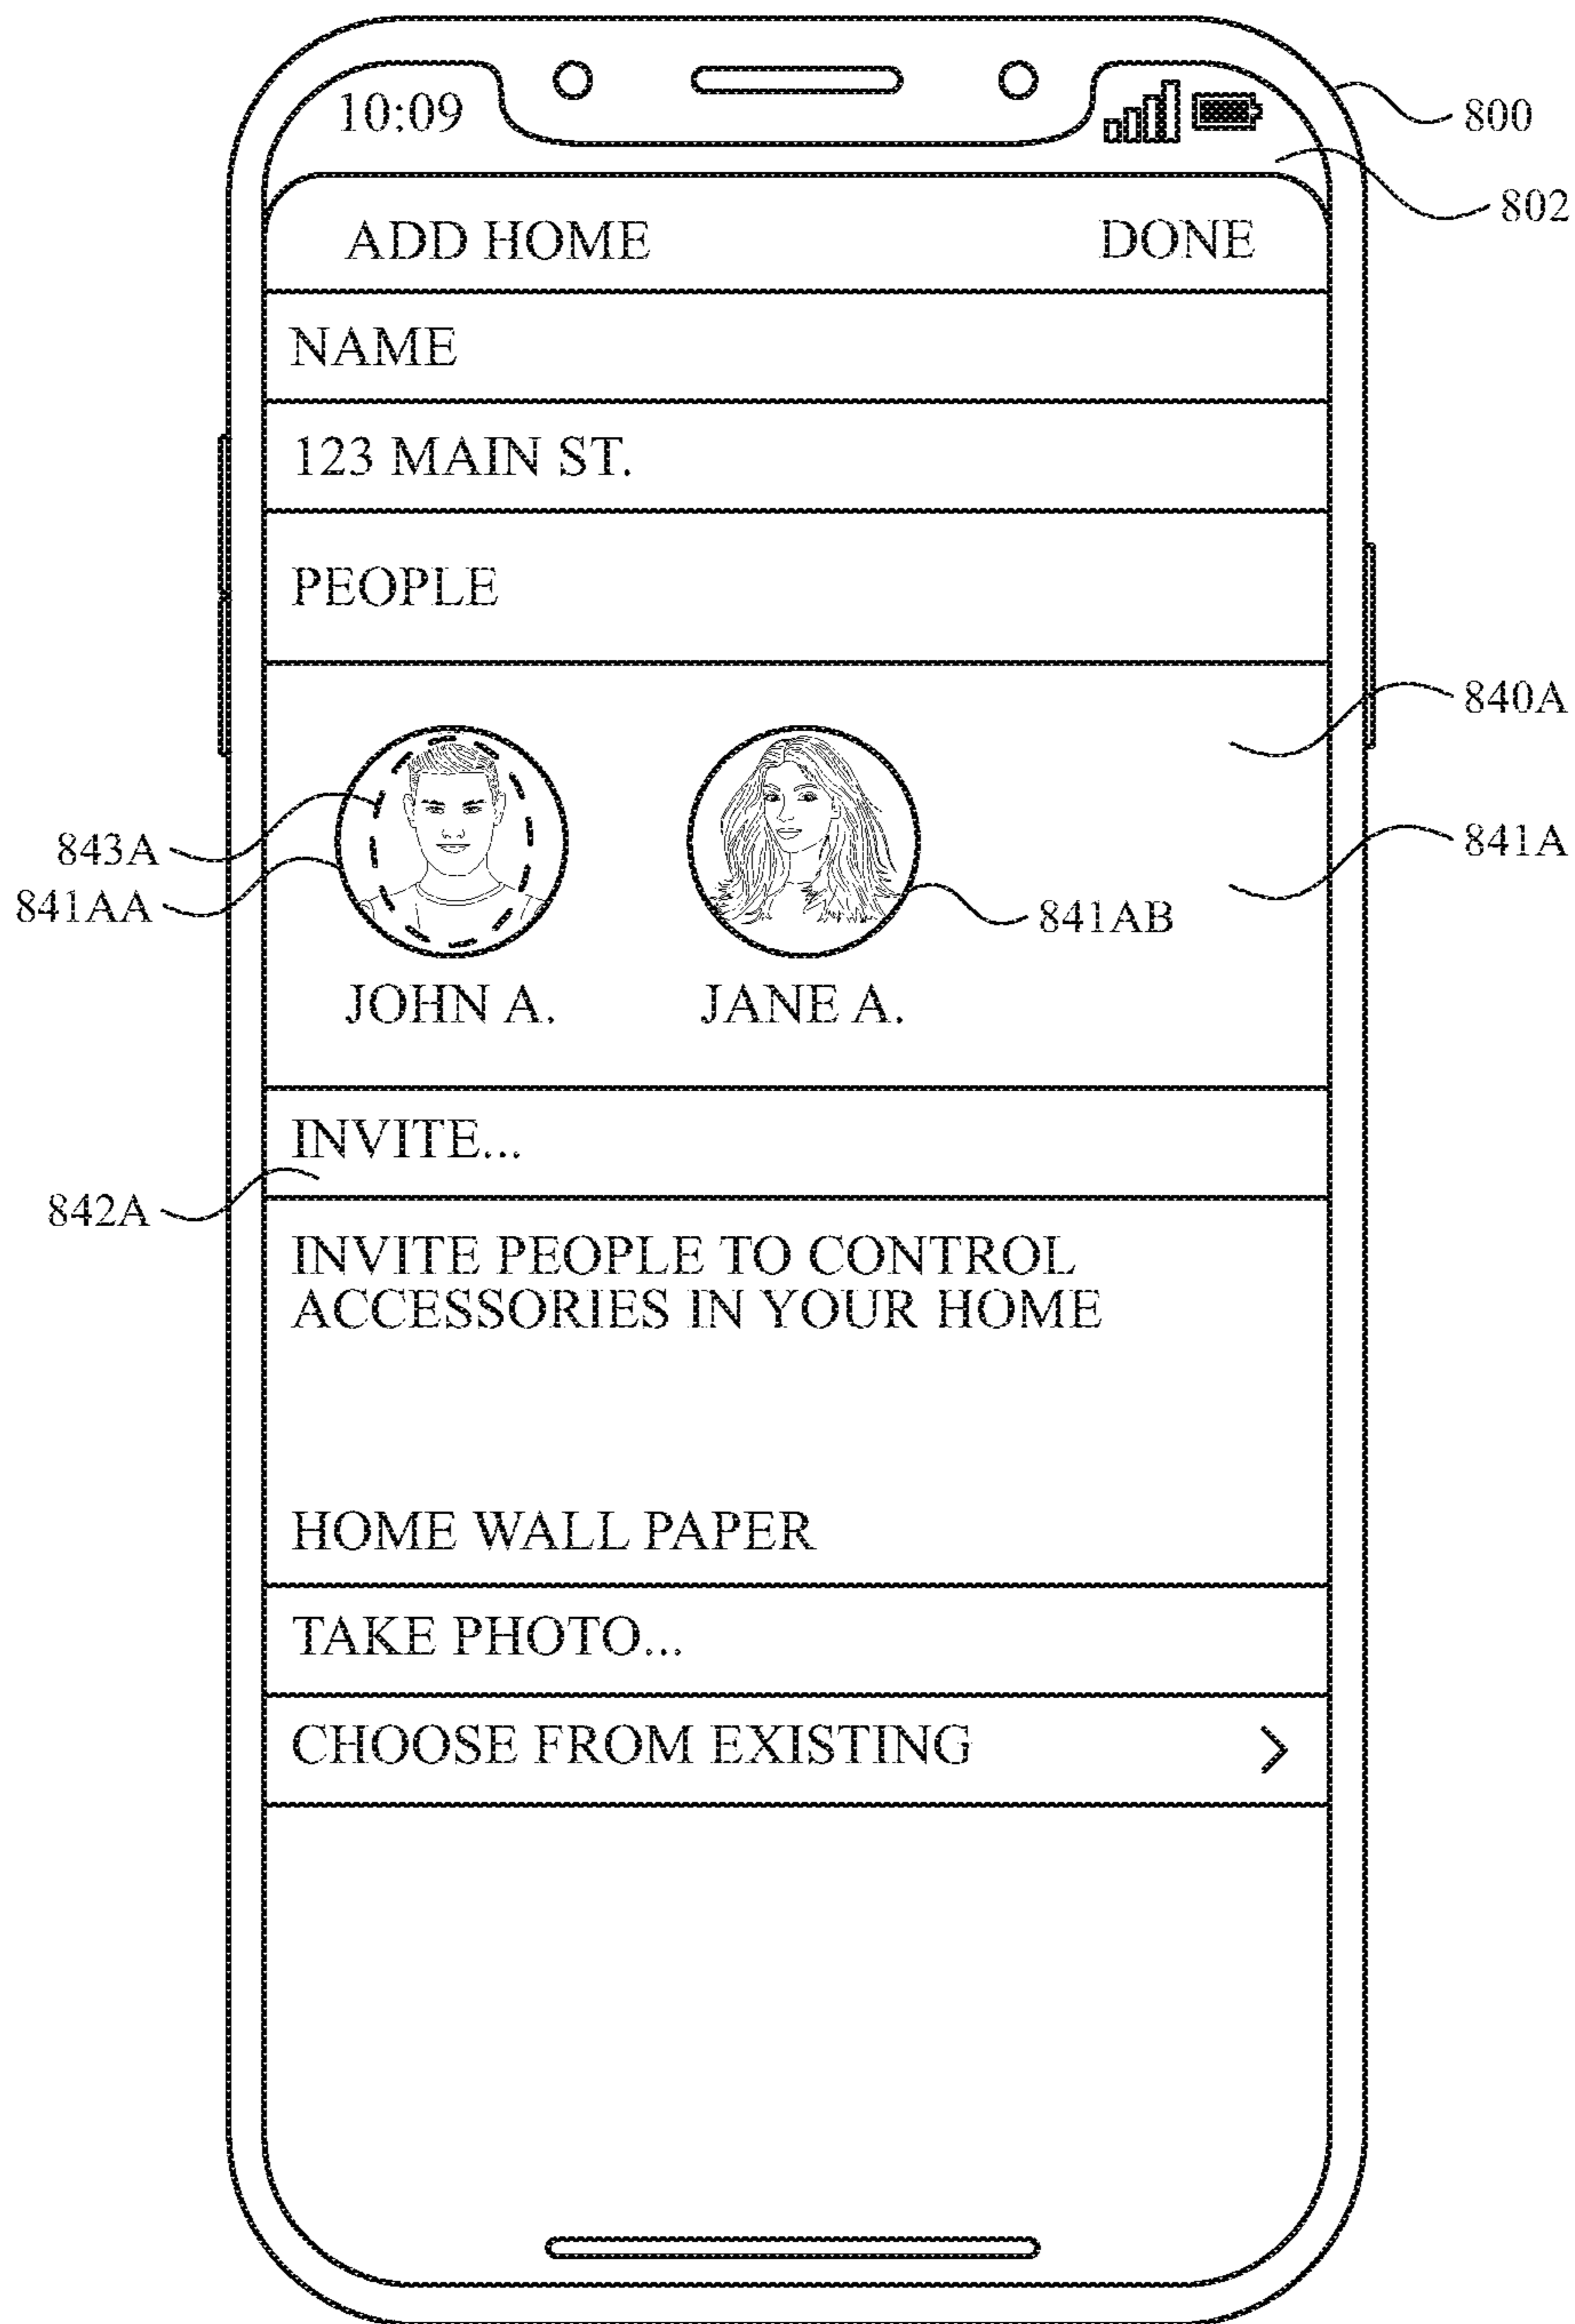 10:09
800
802
ADD HOME DONE
NAME
123 MAIN ST.
PEOPLE
840A
843A
841A
841AA
841AB
JOHN A. JANE A.
INVITE...
842A
INVITE PEOPLE TO CONTROL
ACCESSORIES IN YOUR HOME
HOME WALL PAPER
TAKE PHOTO...
CHOOSE FROM EXISTING